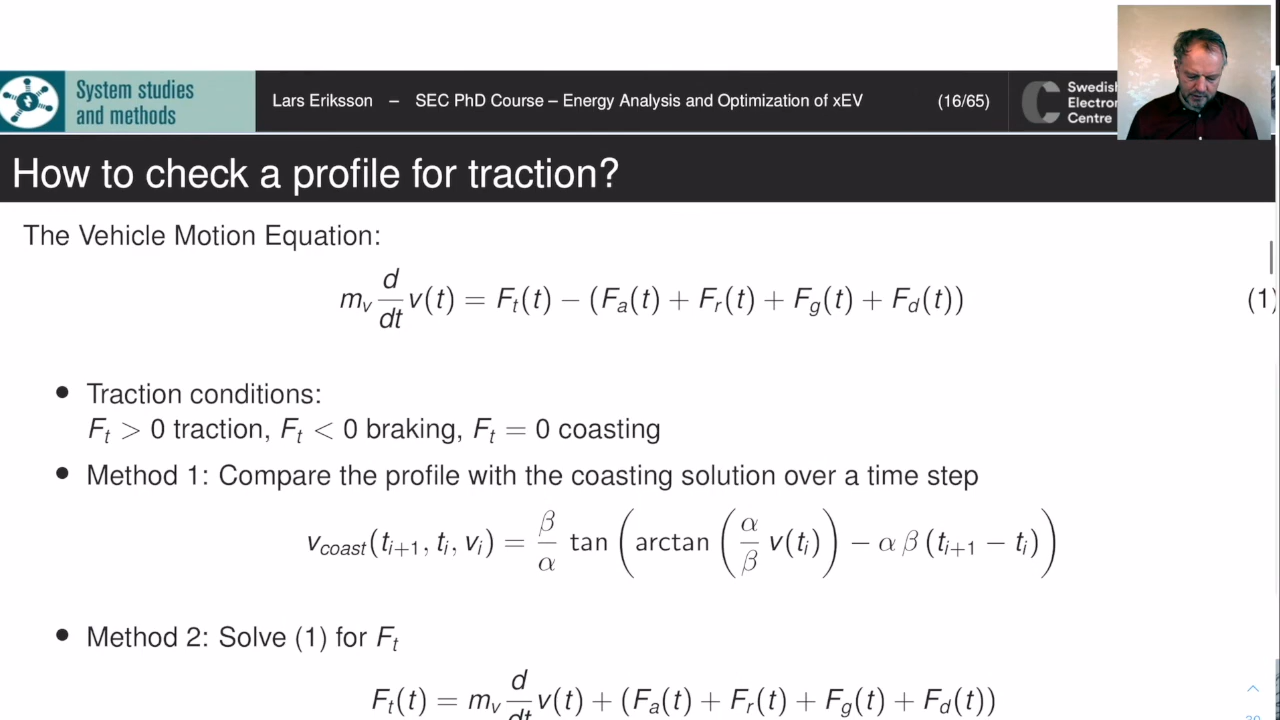 System studies
and methods
Lars Eriksson – SEC PhD Course – Energy Analysis and Optimization of xEV (16/65)
Swedish
Centre
How to check a profile for traction?
The Vehicle Motion Equation:
m_v d/dt v(t) = F_t(t) − (F_a(t) + F_r(t) + F_g(t) + F_d(t)) (1)
• Traction conditions:
F_t > 0 traction, F_t < 0 braking, F_t = 0 coasting
• Method 1: Compare the profile with the coasting solution over a time step
v_coast(t_{i+1}, t_i, v_i) = β/α tan (arctan (α/β v(t_i)) − α β (t_{i+1} − t_i))
• Method 2: Solve (1) for F_t
F_t(t) = m_v d/dt v(t) + (F_a(t) + F_r(t) + F_g(t) + F_d(t))